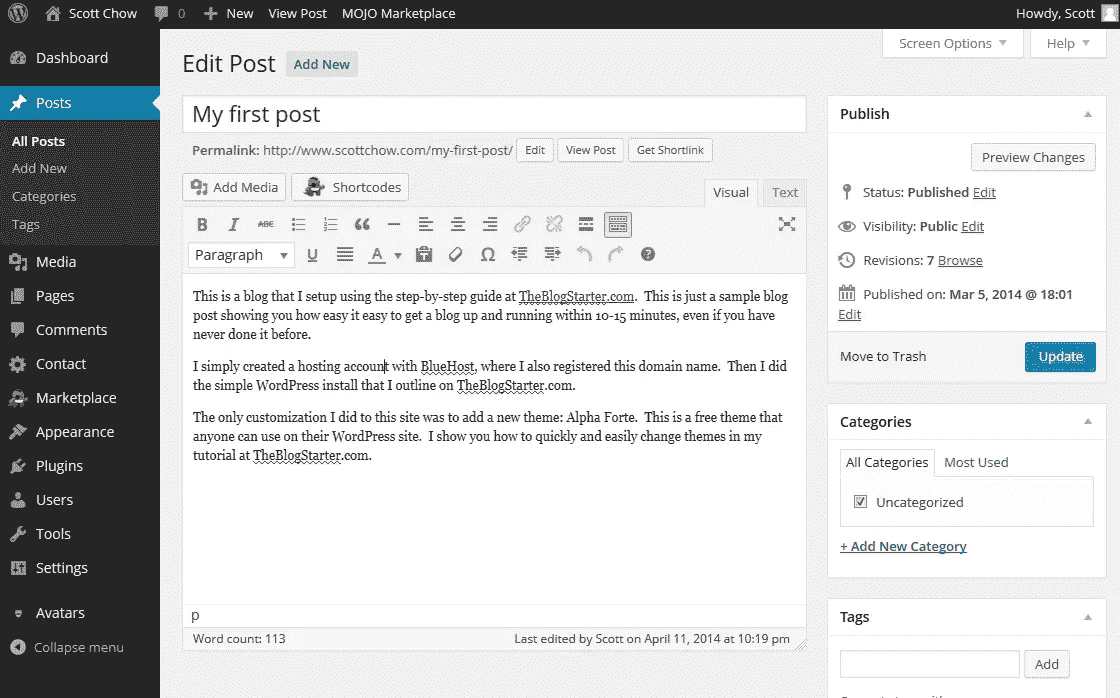 Scott Chow 0 New View Post MOJO Marketplace Howdy, Scott
Dashboard
Posts
All Posts
Add New
Categories
Tags
Media
Pages
Comments
Contact
Marketplace
Appearance
Plugins
Users
Tools
Settings
Avatars
Collapse menu
Screen Options Help
Edit Post Add New
My first post
Permalink: http://www.scottchow.com/my-first-post/ Edit View Post Get Shortlink
Add Media Shortcodes Visual Text
B I ABC
Paragraph U A
This is a blog that I setup using the step-by-step guide at TheBlogStarter.com. This is just a sample blog
post showing you how easy it easy to get a blog up and running within 10-15 minutes, even if you have
never done it before.
I simply created a hosting account with BlueHost, where I also registered this domain name. Then I did
the simple WordPress install that I outline on TheBlogStarter.com.
The only customization I did to this site was to add a new theme: Alpha Forte. This is a free theme that
anyone can use on their WordPress site. I show you how to quickly and easily change themes in my
tutorial at TheBlogStarter.com.
p
Word count: 113 Last edited by Scott on April 11, 2014 at 10:19 pm
Publish
Preview Changes
Status: Published Edit
Visibility: Public Edit
Revisions: 7 Browse
Published on: Mar 5, 2014 @ 18:01
Edit
Move to Trash Update
Categories
All Categories Most Used
Uncategorized
+ Add New Category
Tags
Add